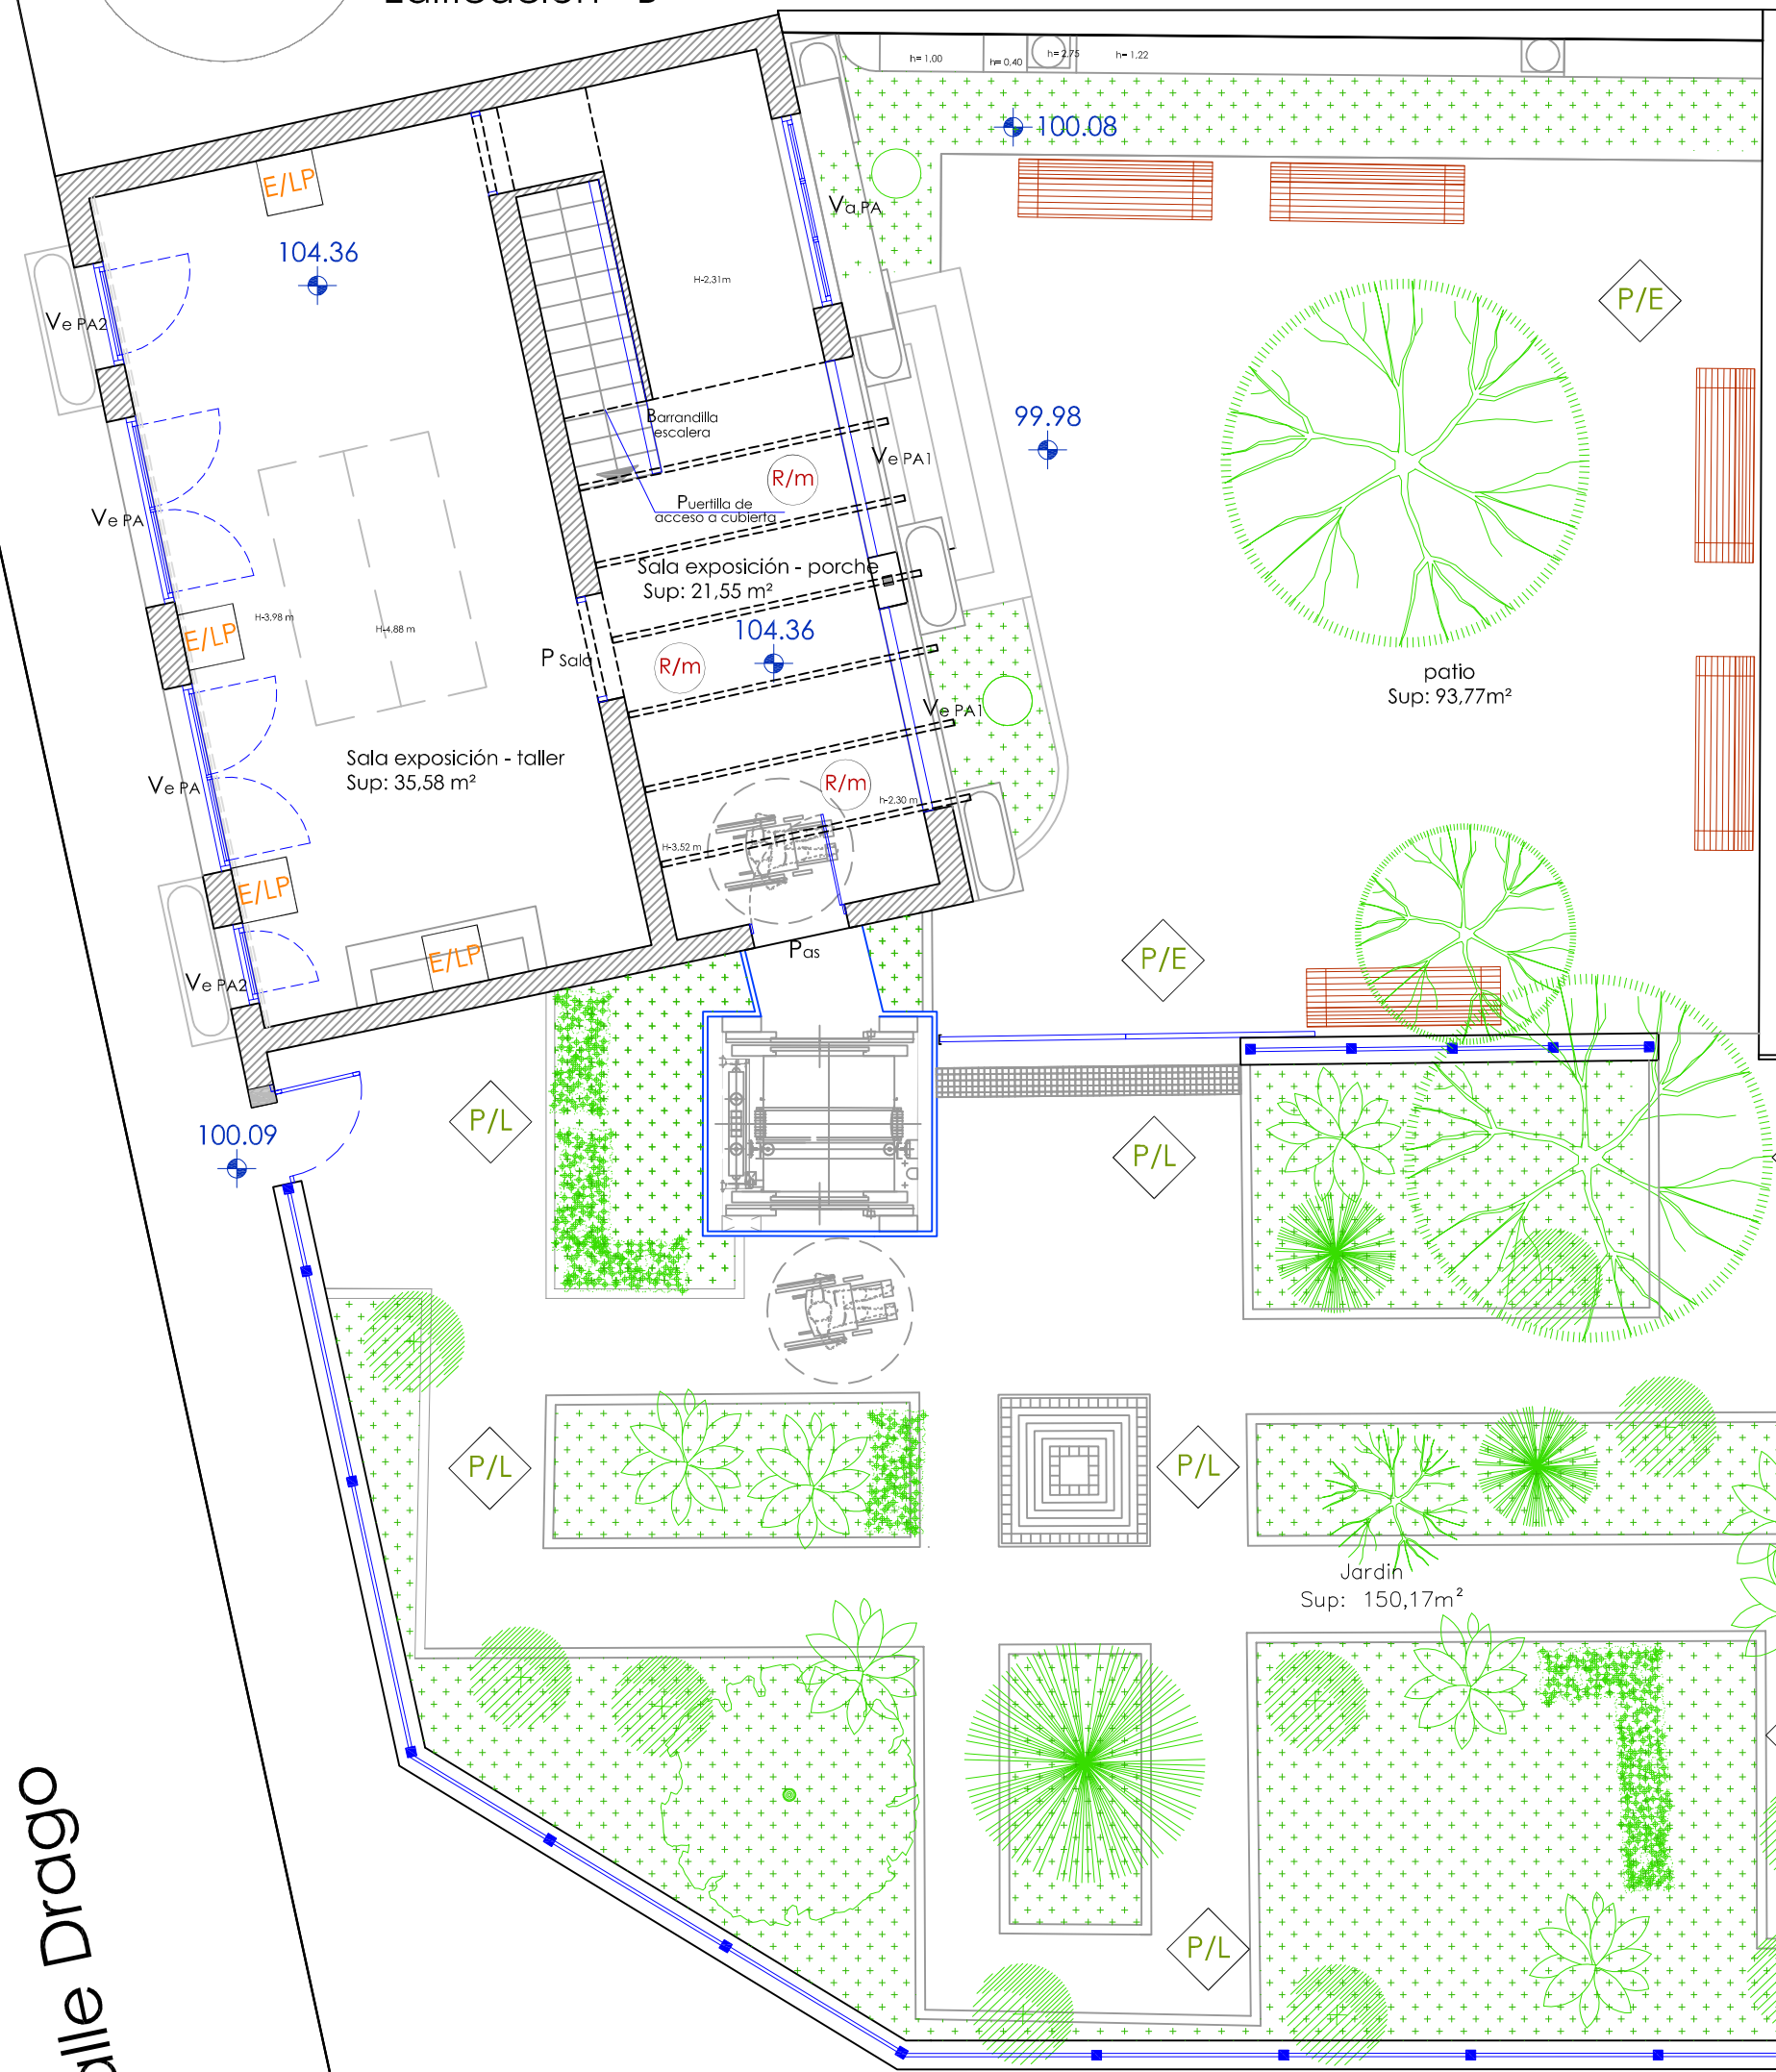 h= 1,00
h= 0,40
h= 2,75
h= 1,22
100.08
E/LP
104.36
Va PA
H-2,31m
P/E
Ve PA2
Barrandilla
escalera
99.98
Ve PA1
R/m
Puertilla de
acceso a cubierta
Ve PA
Sala exposición - porche
Sup: 21,55 m²
H-3,98 m
H-4,88 m
E/LP
104.36
P Sala
R/m
patio
Sup: 93,77m²
Ve PA1
Sala exposición - taller
Sup: 35,58 m²
Ve PA
R/m
h-2,30 m
H-3,52 m
E/LP
E/LP
Pas
P/E
Ve PA2
P/L
100.09
P/L
P/L
P/L
Jardin
Sup: 150,17m²
P/L
Drago